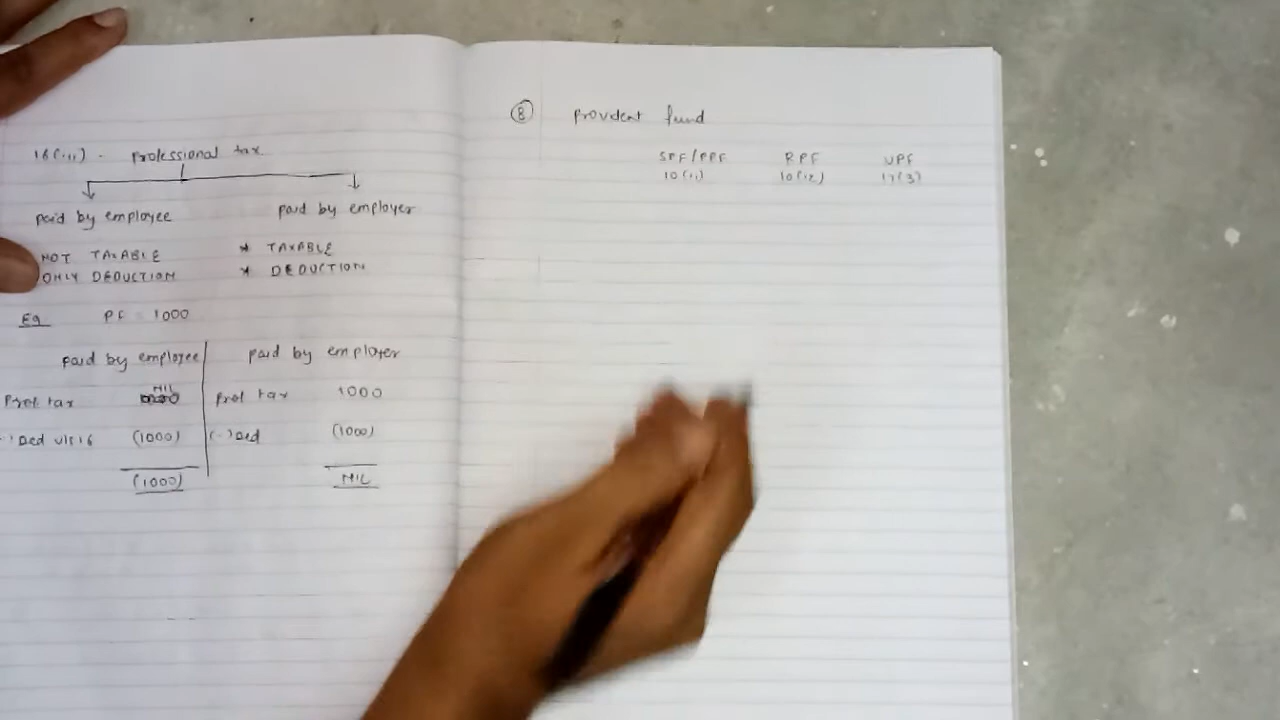 16(iii) - professional tax
paid by employee
paid by employer
NOT TAXABLE
ONLY DEDUCTION
* TAXABLE
* DEDUCTION
Eg PF = 1000
paid by employee
paid by employer
Prof tax NIL
(-) Ded u/s 16 (1000)
(1000)
prof tax 1000
(-) Ded (1000)
NIL
8 Provident fund
SPF/PPF RPF UPF
10(11) 10(12) 17(3)